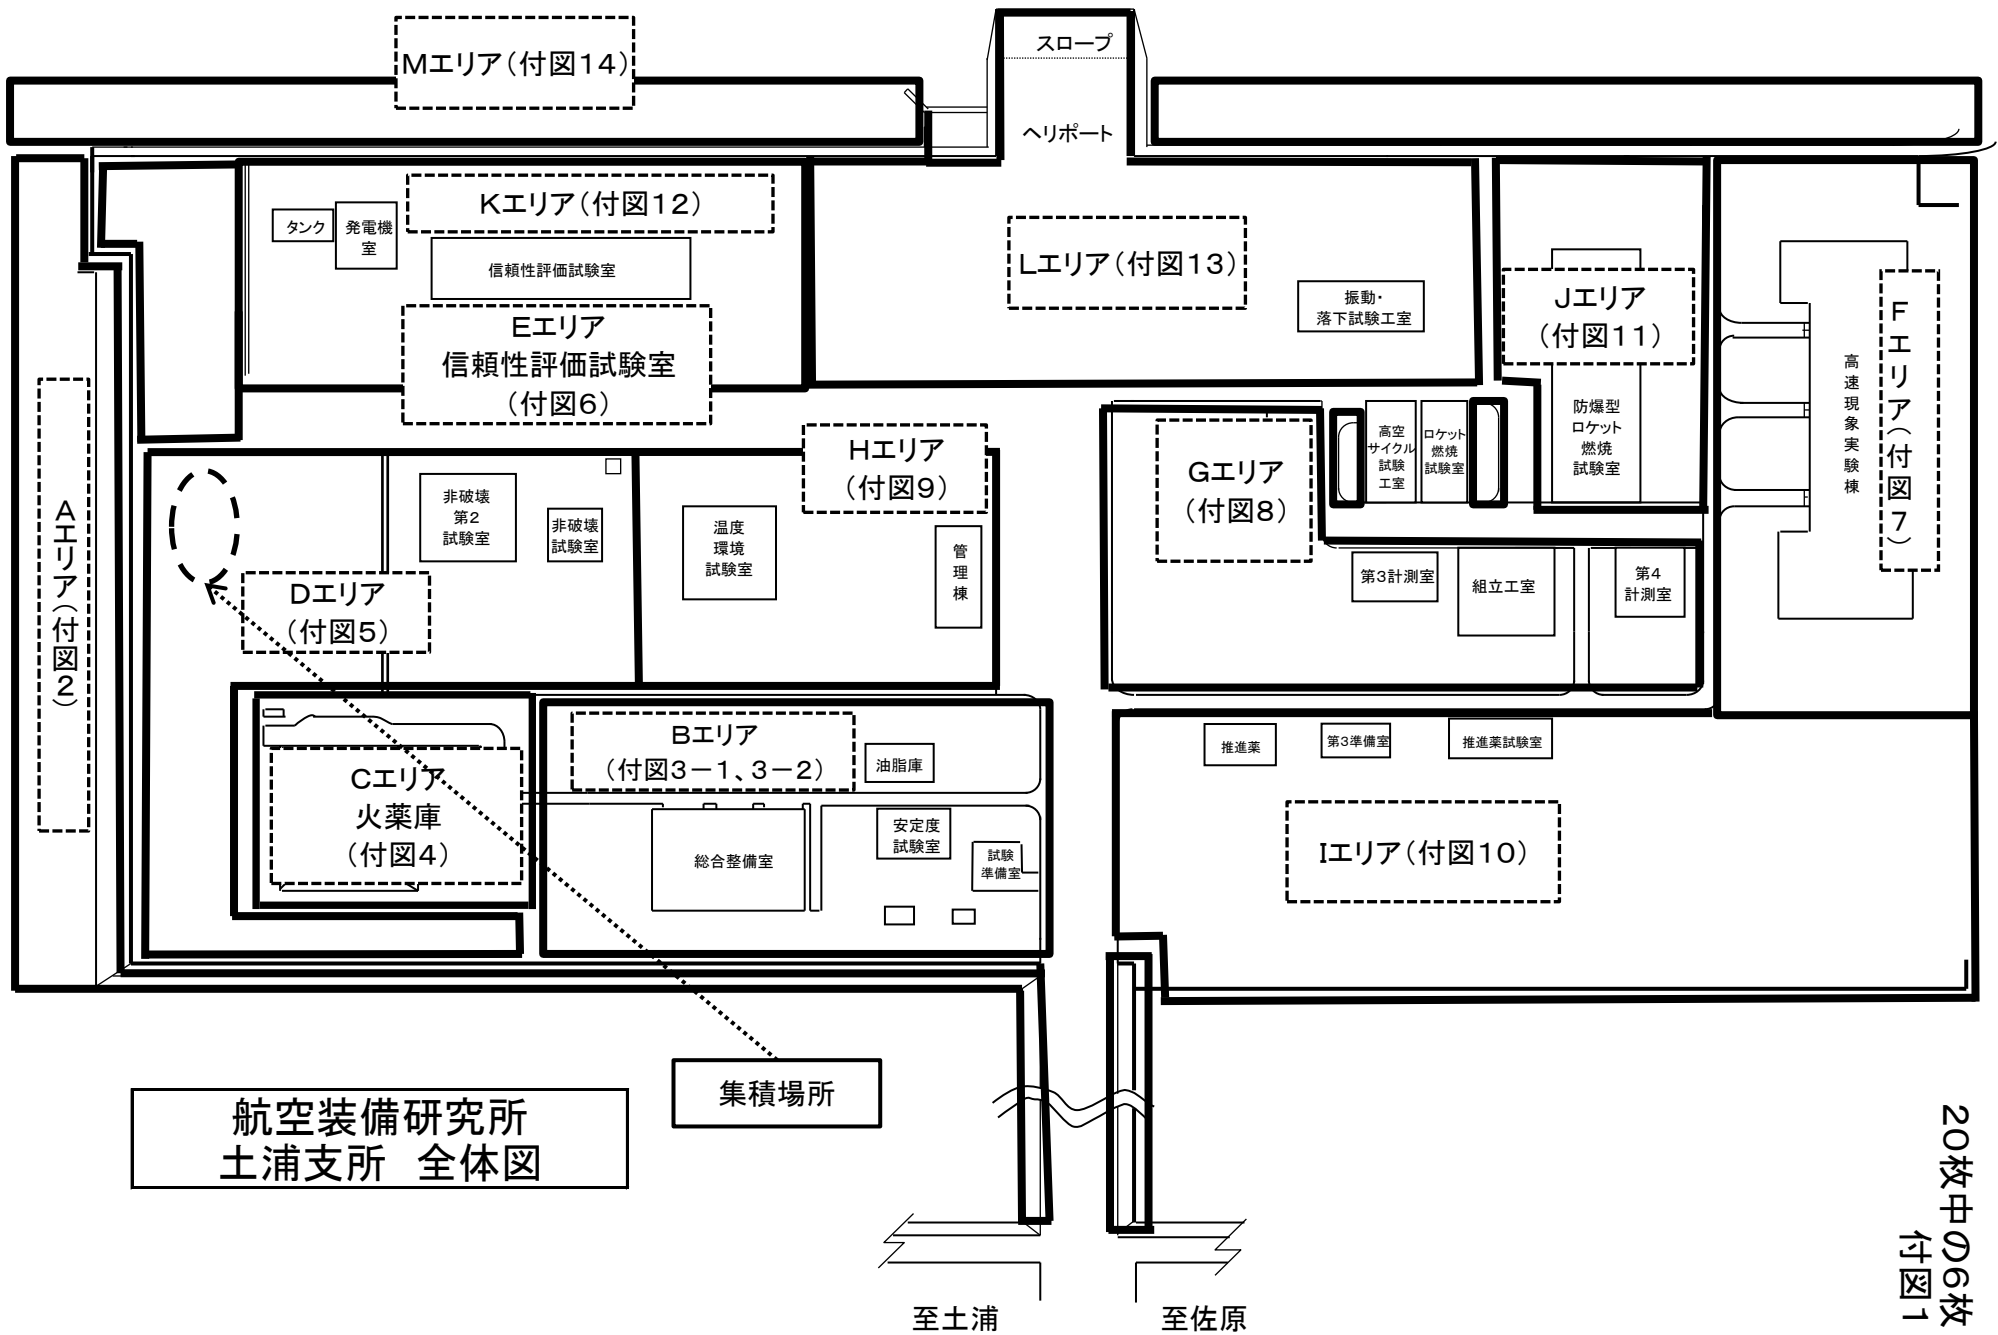 Mエリア（付図１４）
スロープ
ヘリポート
Kエリア（付図１２）
タンク
発電機
室
信頼性評価試験室
Eエリア
信頼性評価試験室
（付図６）
Lエリア（付図１３）
振動・
落下試験工室
Jエリア
（付図１１）
防爆型
ロケット
燃焼
試験室
Fエリア（付図７）
高速現象実験棟
Aエリア（付図２）
Hエリア
（付図９）
非破壊
第２
試験室
非破壊
試験室
温度
環境
試験室
管理棟
Dエリア
（付図５）
Gエリア
（付図８）
高空
サイクル
試験
工室
ロケット
燃焼
試験室
第３計測室
組立工室
第４
計測室
Cエリア
火薬庫
（付図４）
Bエリア
（付図３－１、３－２）
油脂庫
総合整備室
安定度
試験室
試験
準備室
推進薬
第３準備室
推進薬試験室
Iエリア（付図１０）
集積場所
航空装備研究所
土浦支所　全体図
至土浦
至佐原
２０枚中の６枚
付図１